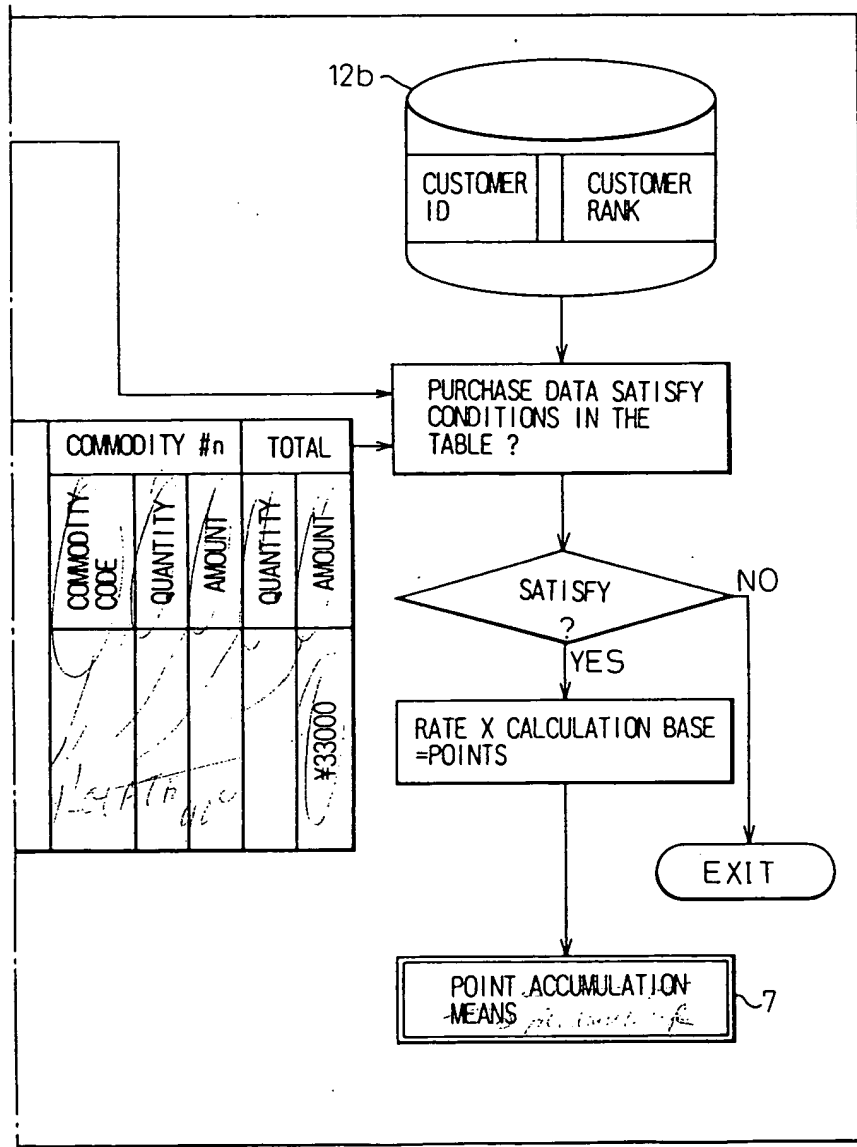 12b
CUSTOMER
ID
CUSTOMER
RANK
PURCHASE DATA SATISFY
CONDITIONS IN THE
TABLE ?
COMMODITY #n
TOTAL
COMMODITY
CODE
QUANTITY
AMOUNT
QUANTITY
AMOUNT
¥33000
SATISFY
?
NO
YES
RATE X CALCULATION BASE
=POINTS
EXIT
POINT ACCUMULATION
MEANS
7